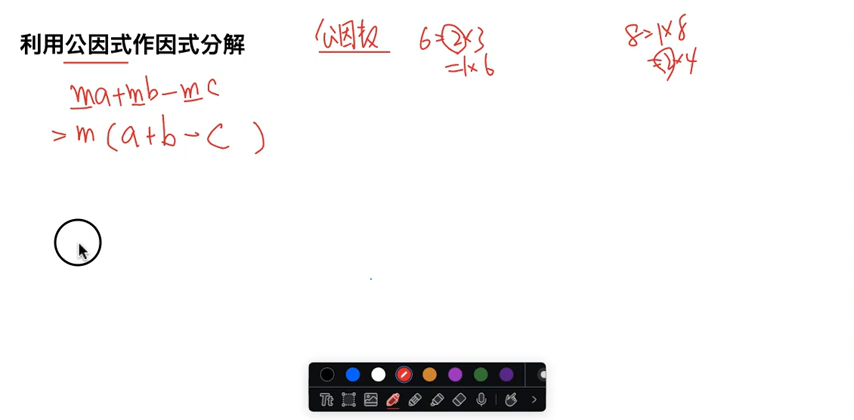 利用公因式作因式分解
ma+mb-mc
= m(a+b-c)
公因数
6=2×3
=1×6
8=1×8
=2×4
Tt